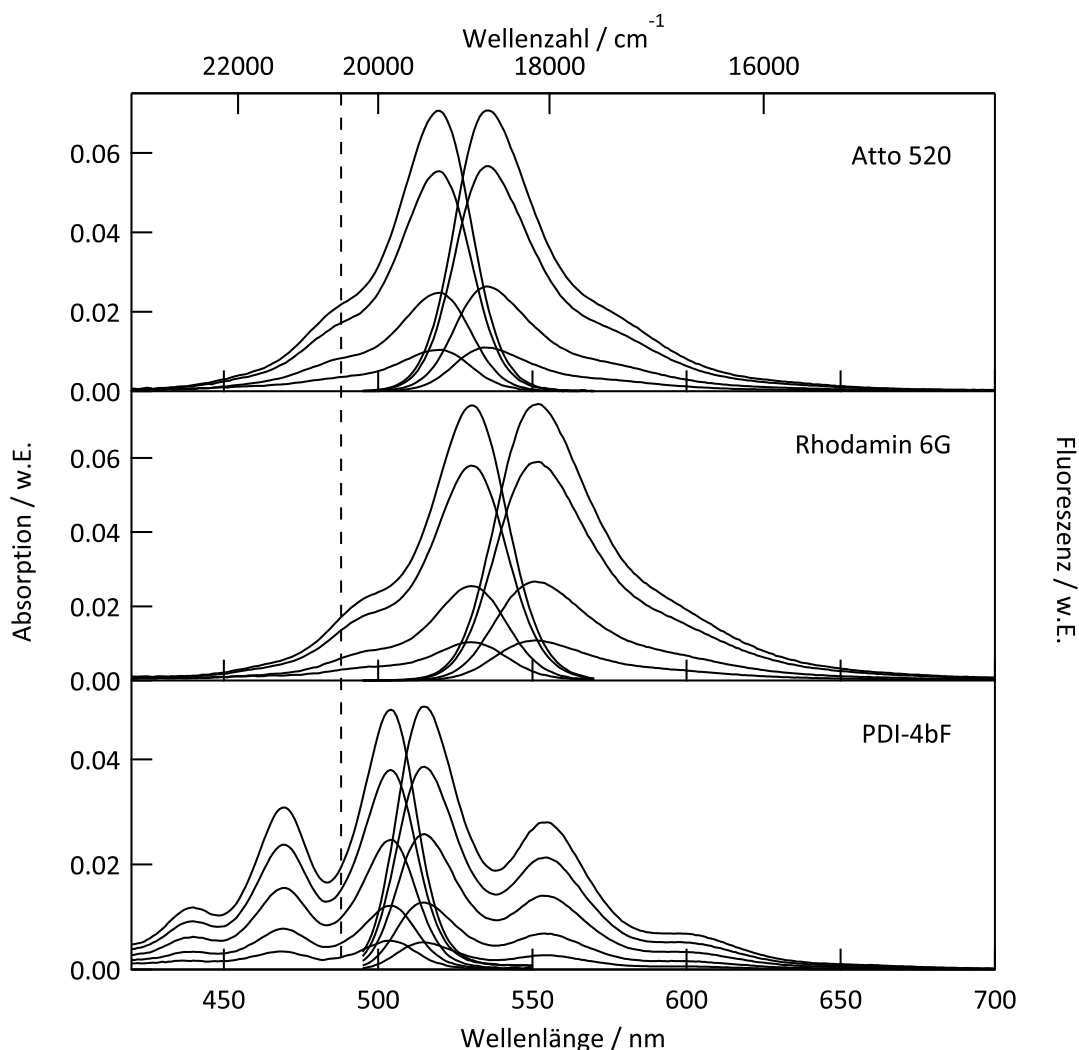 Wellenzahl / cm-1
22000 20000 18000 16000
Atto 520
0.06
0.04
0.02
0.00
Rhodamin 6G
0.06
0.04
0.02
0.00
PDI-4bF
0.04
0.02
0.00
Absorption / w.E.
Fluoreszenz / w.E.
450 500 550 600 650 700
Wellenlänge / nm